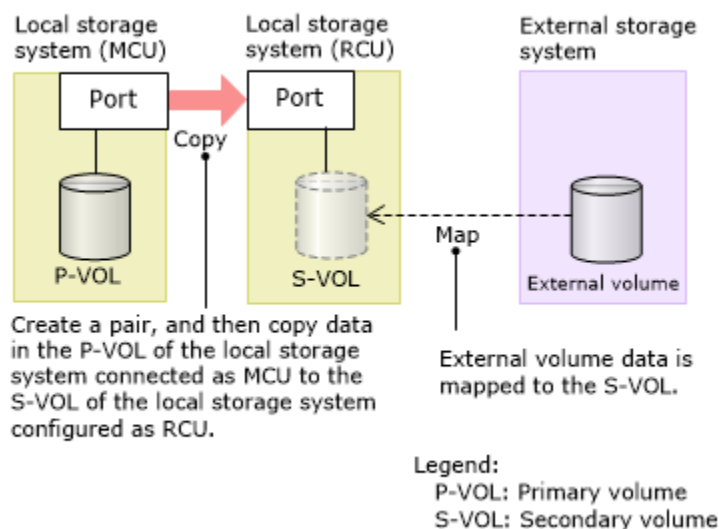 Local storage
system (MCU)
Local storage
system (RCU)
External storage
system
Port
Port
Copy
Map
P-VOL
S-VOL
External volume
Create a pair, and then copy data
in the P-VOL of the local storage
system connected as MCU to the
S-VOL of the local storage system
configured as RCU.
External volume data is
mapped to the S-VOL.
Legend:
P-VOL: Primary volume
S-VOL: Secondary volume